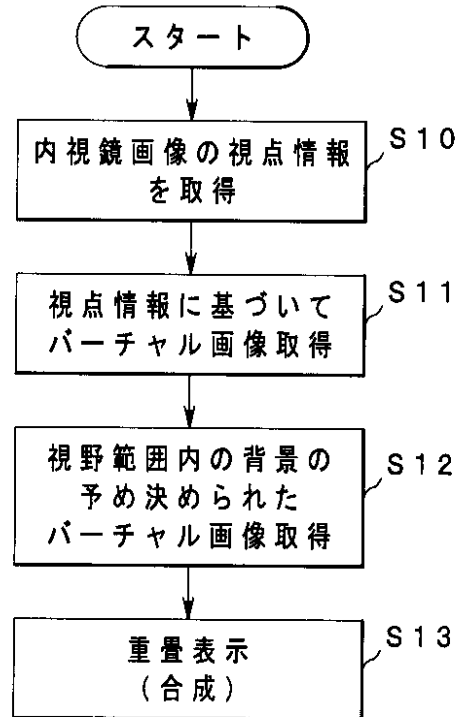 スタート
内視鏡画像の視点情報
を取得
S10
視点情報に基づいて
バーチャル画像取得
S11
視野範囲内の背景の
予め決められた
バーチャル画像取得
S12
重畳表示
(合成)
S13